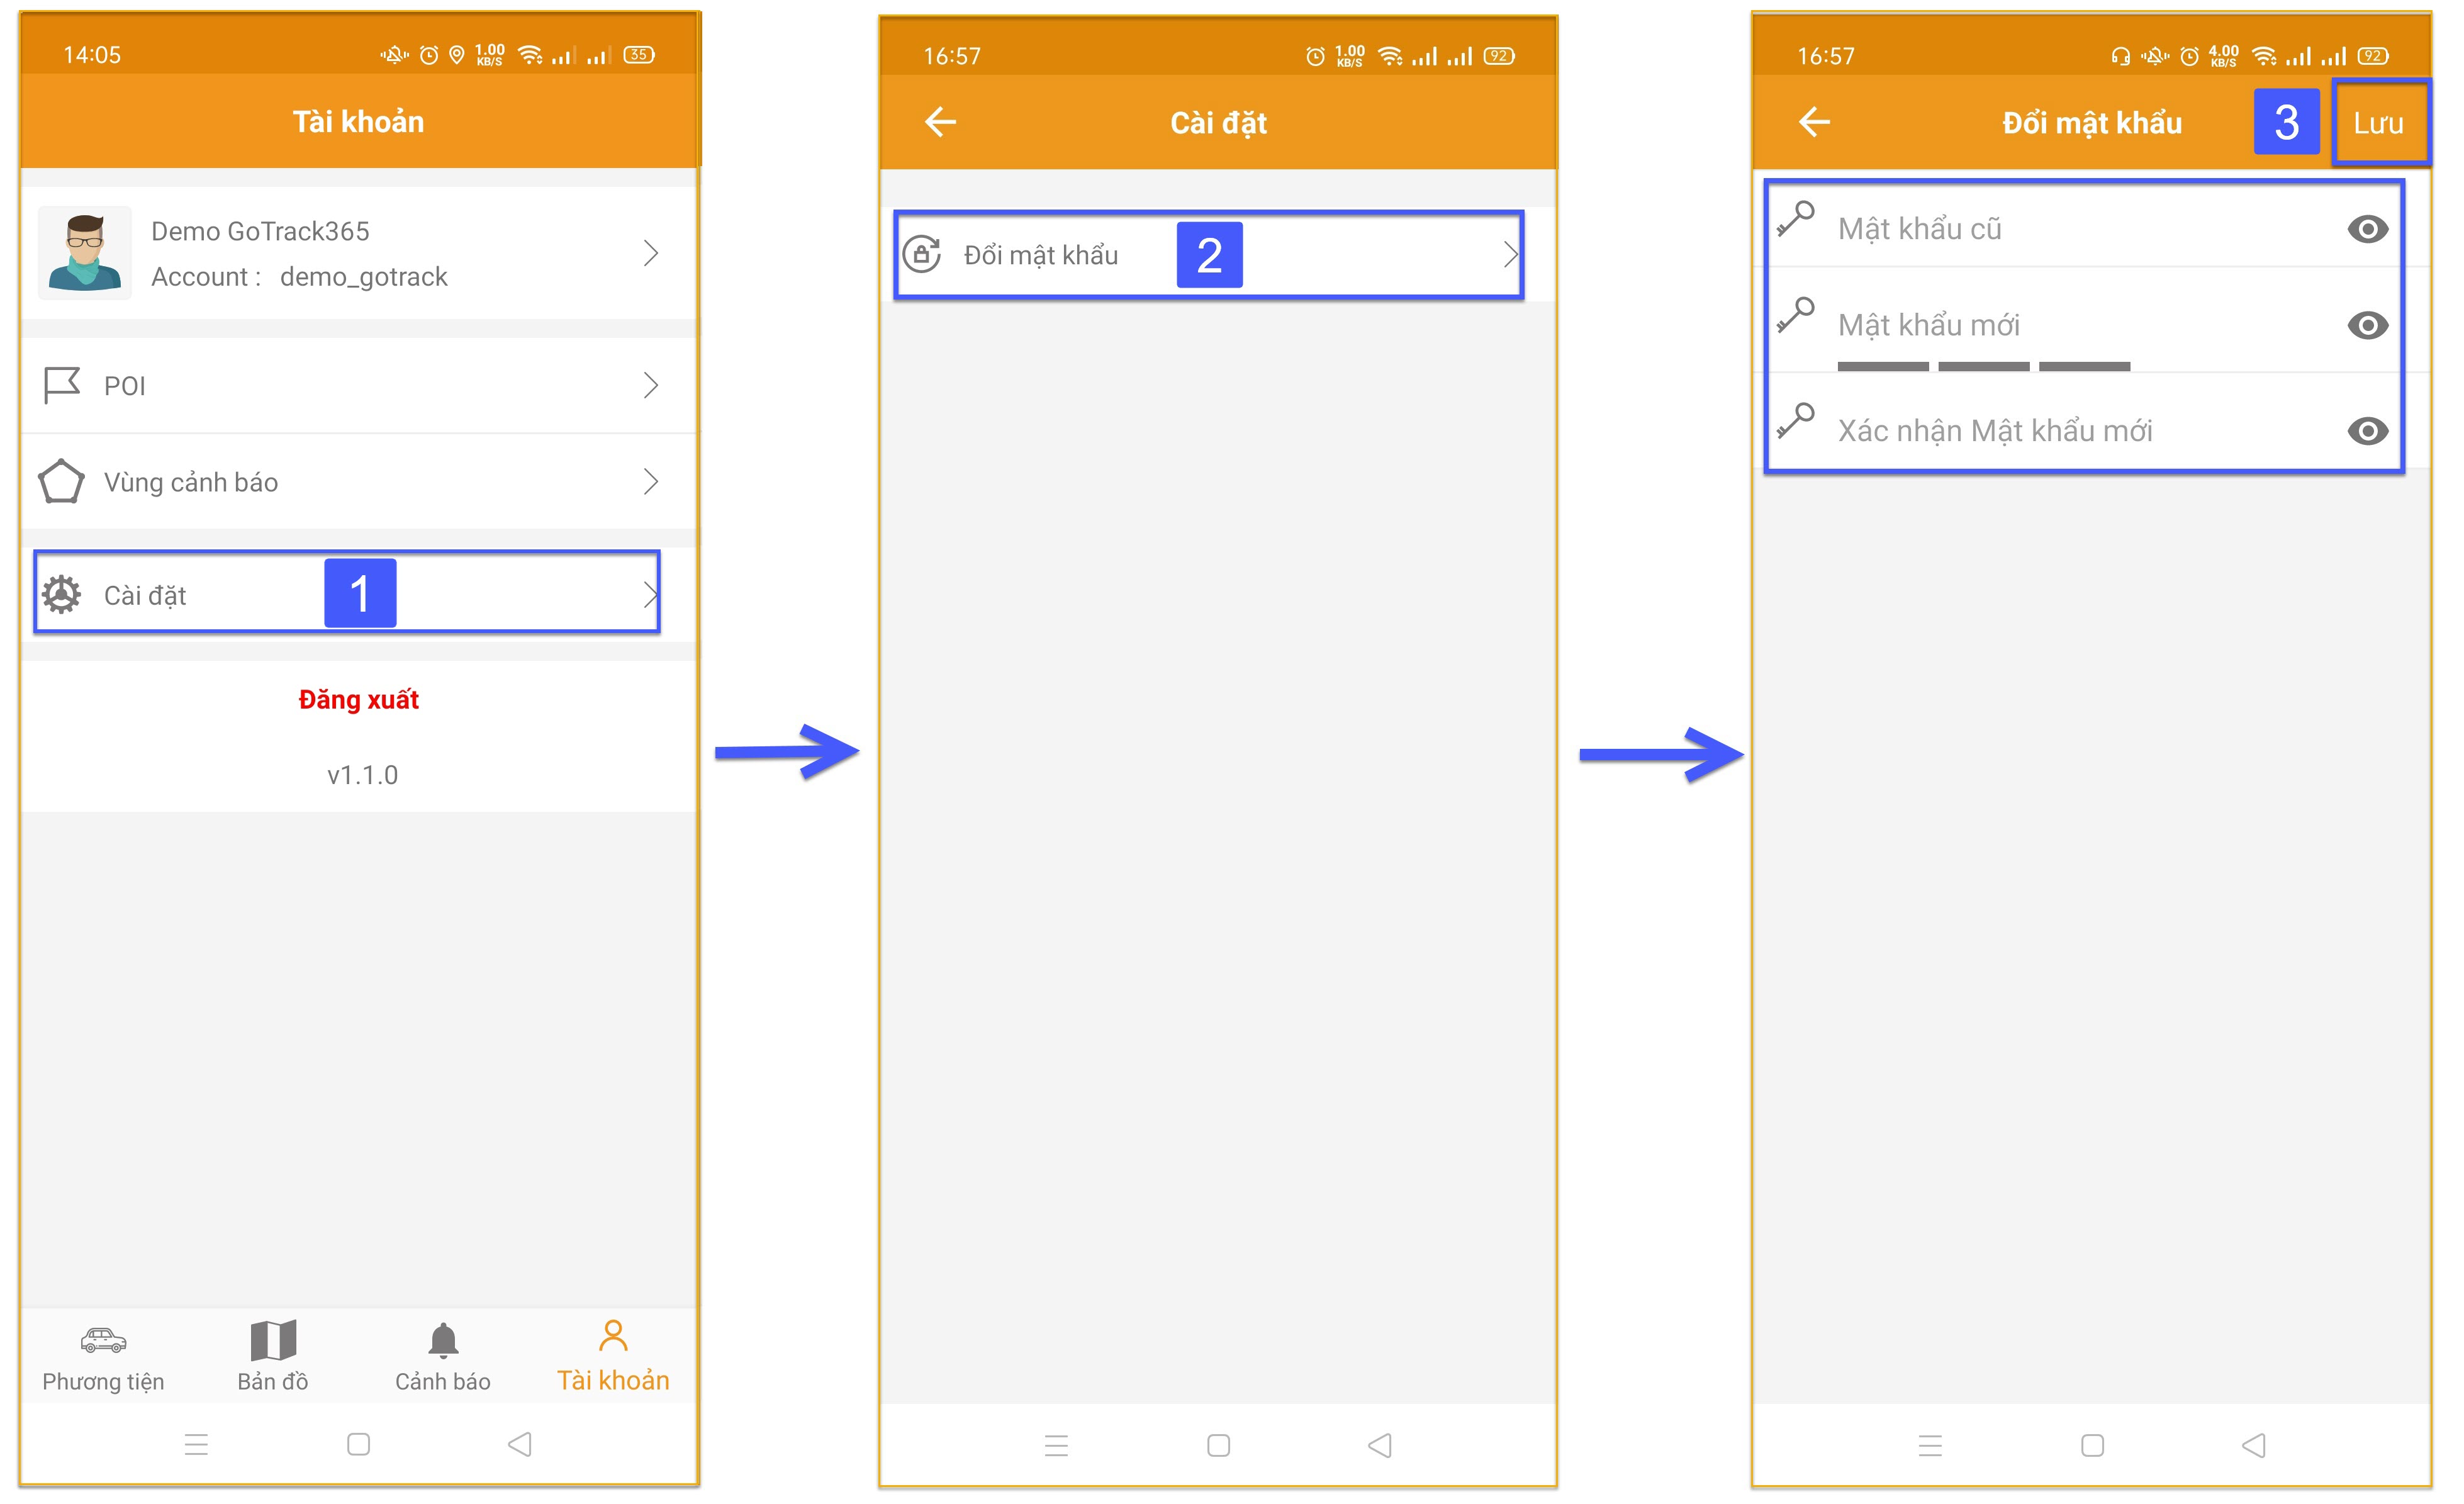 14:05
1.00
KB/S
35
Tài khoản
Demo GoTrack365
Account : demo_gotrack
POI
Vùng cảnh báo
Cài đặt
1
Đăng xuất
v1.1.0
Phương tiện
Bản đồ
Cảnh báo
Tài khoản
16:57
1.00
KB/S
92
Cài đặt
Đổi mật khẩu
2
16:57
4.00
KB/S
92
Đổi mật khẩu
3
Lưu
Mật khẩu cũ
Mật khẩu mới
Xác nhận Mật khẩu mới